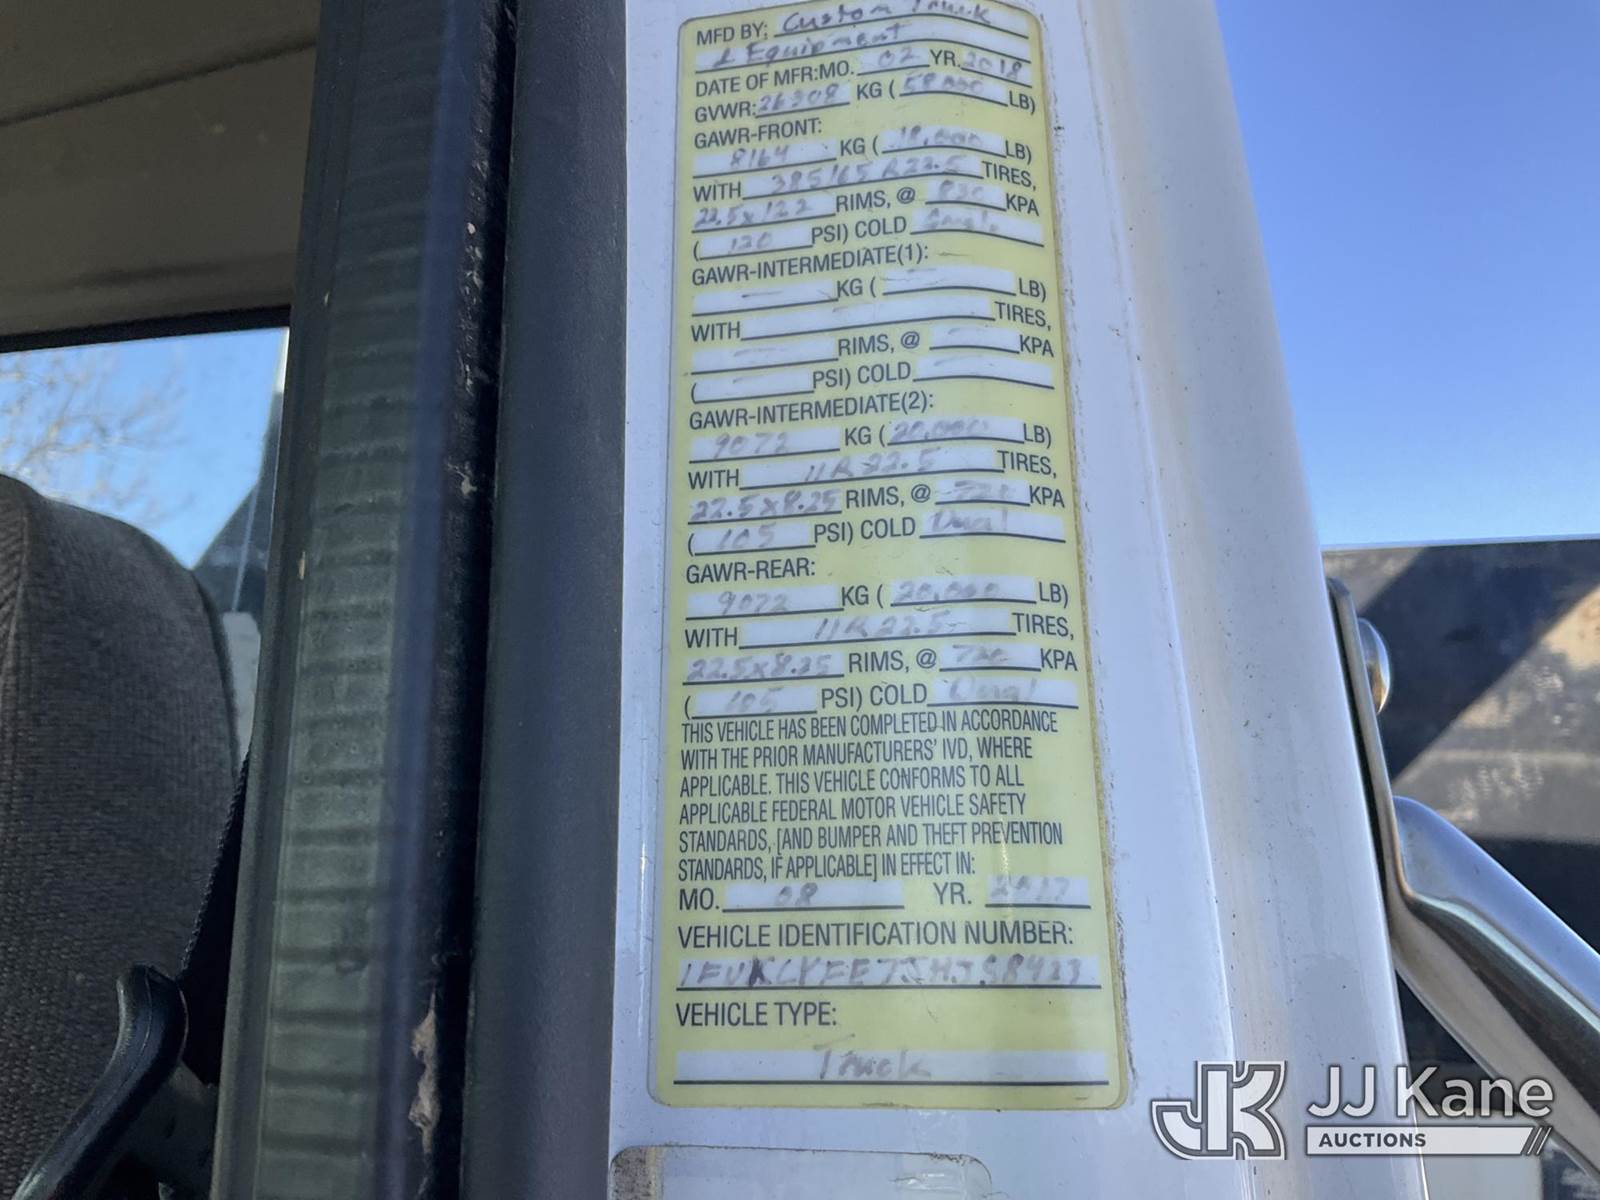 MFD BY: Custom Truck
& Equipment
DATE OF MFR:MO. 02 YR. 2018
GVWR: 26308 KG ( 58,000 LB)
GAWR-FRONT:
8164 KG ( 18,000 LB)
WITH 385/65 R22.5 TIRES,
22.5x12.2 RIMS, @ 830 KPA
( 120 PSI) COLD Single
GAWR-INTERMEDIATE(1):
— KG ( — LB)
WITH — TIRES,
— RIMS, @ — KPA
( — PSI) COLD —
GAWR-INTERMEDIATE(2):
9072 KG ( 20,000 LB)
WITH 11R22.5 TIRES,
22.5x8.25 RIMS, @ 720 KPA
( 105 PSI) COLD Dual
GAWR-REAR:
9072 KG ( 20,000 LB)
WITH 11R22.5 TIRES,
22.5x8.25 RIMS, @ 720 KPA
( 105 PSI) COLD Dual
THIS VEHICLE HAS BEEN COMPLETED IN ACCORDANCE
WITH THE PRIOR MANUFACTURERS' IVD, WHERE
APPLICABLE. THIS VEHICLE CONFORMS TO ALL
APPLICABLE FEDERAL MOTOR VEHICLE SAFETY
STANDARDS, [AND BUMPER AND THEFT PREVENTION
STANDARDS, IF APPLICABLE] IN EFFECT IN:
MO. 08 YR. 2017
VEHICLE IDENTIFICATION NUMBER:
VEHICLE TYPE:
Truck
JK JJ Kane
AUCTIONS